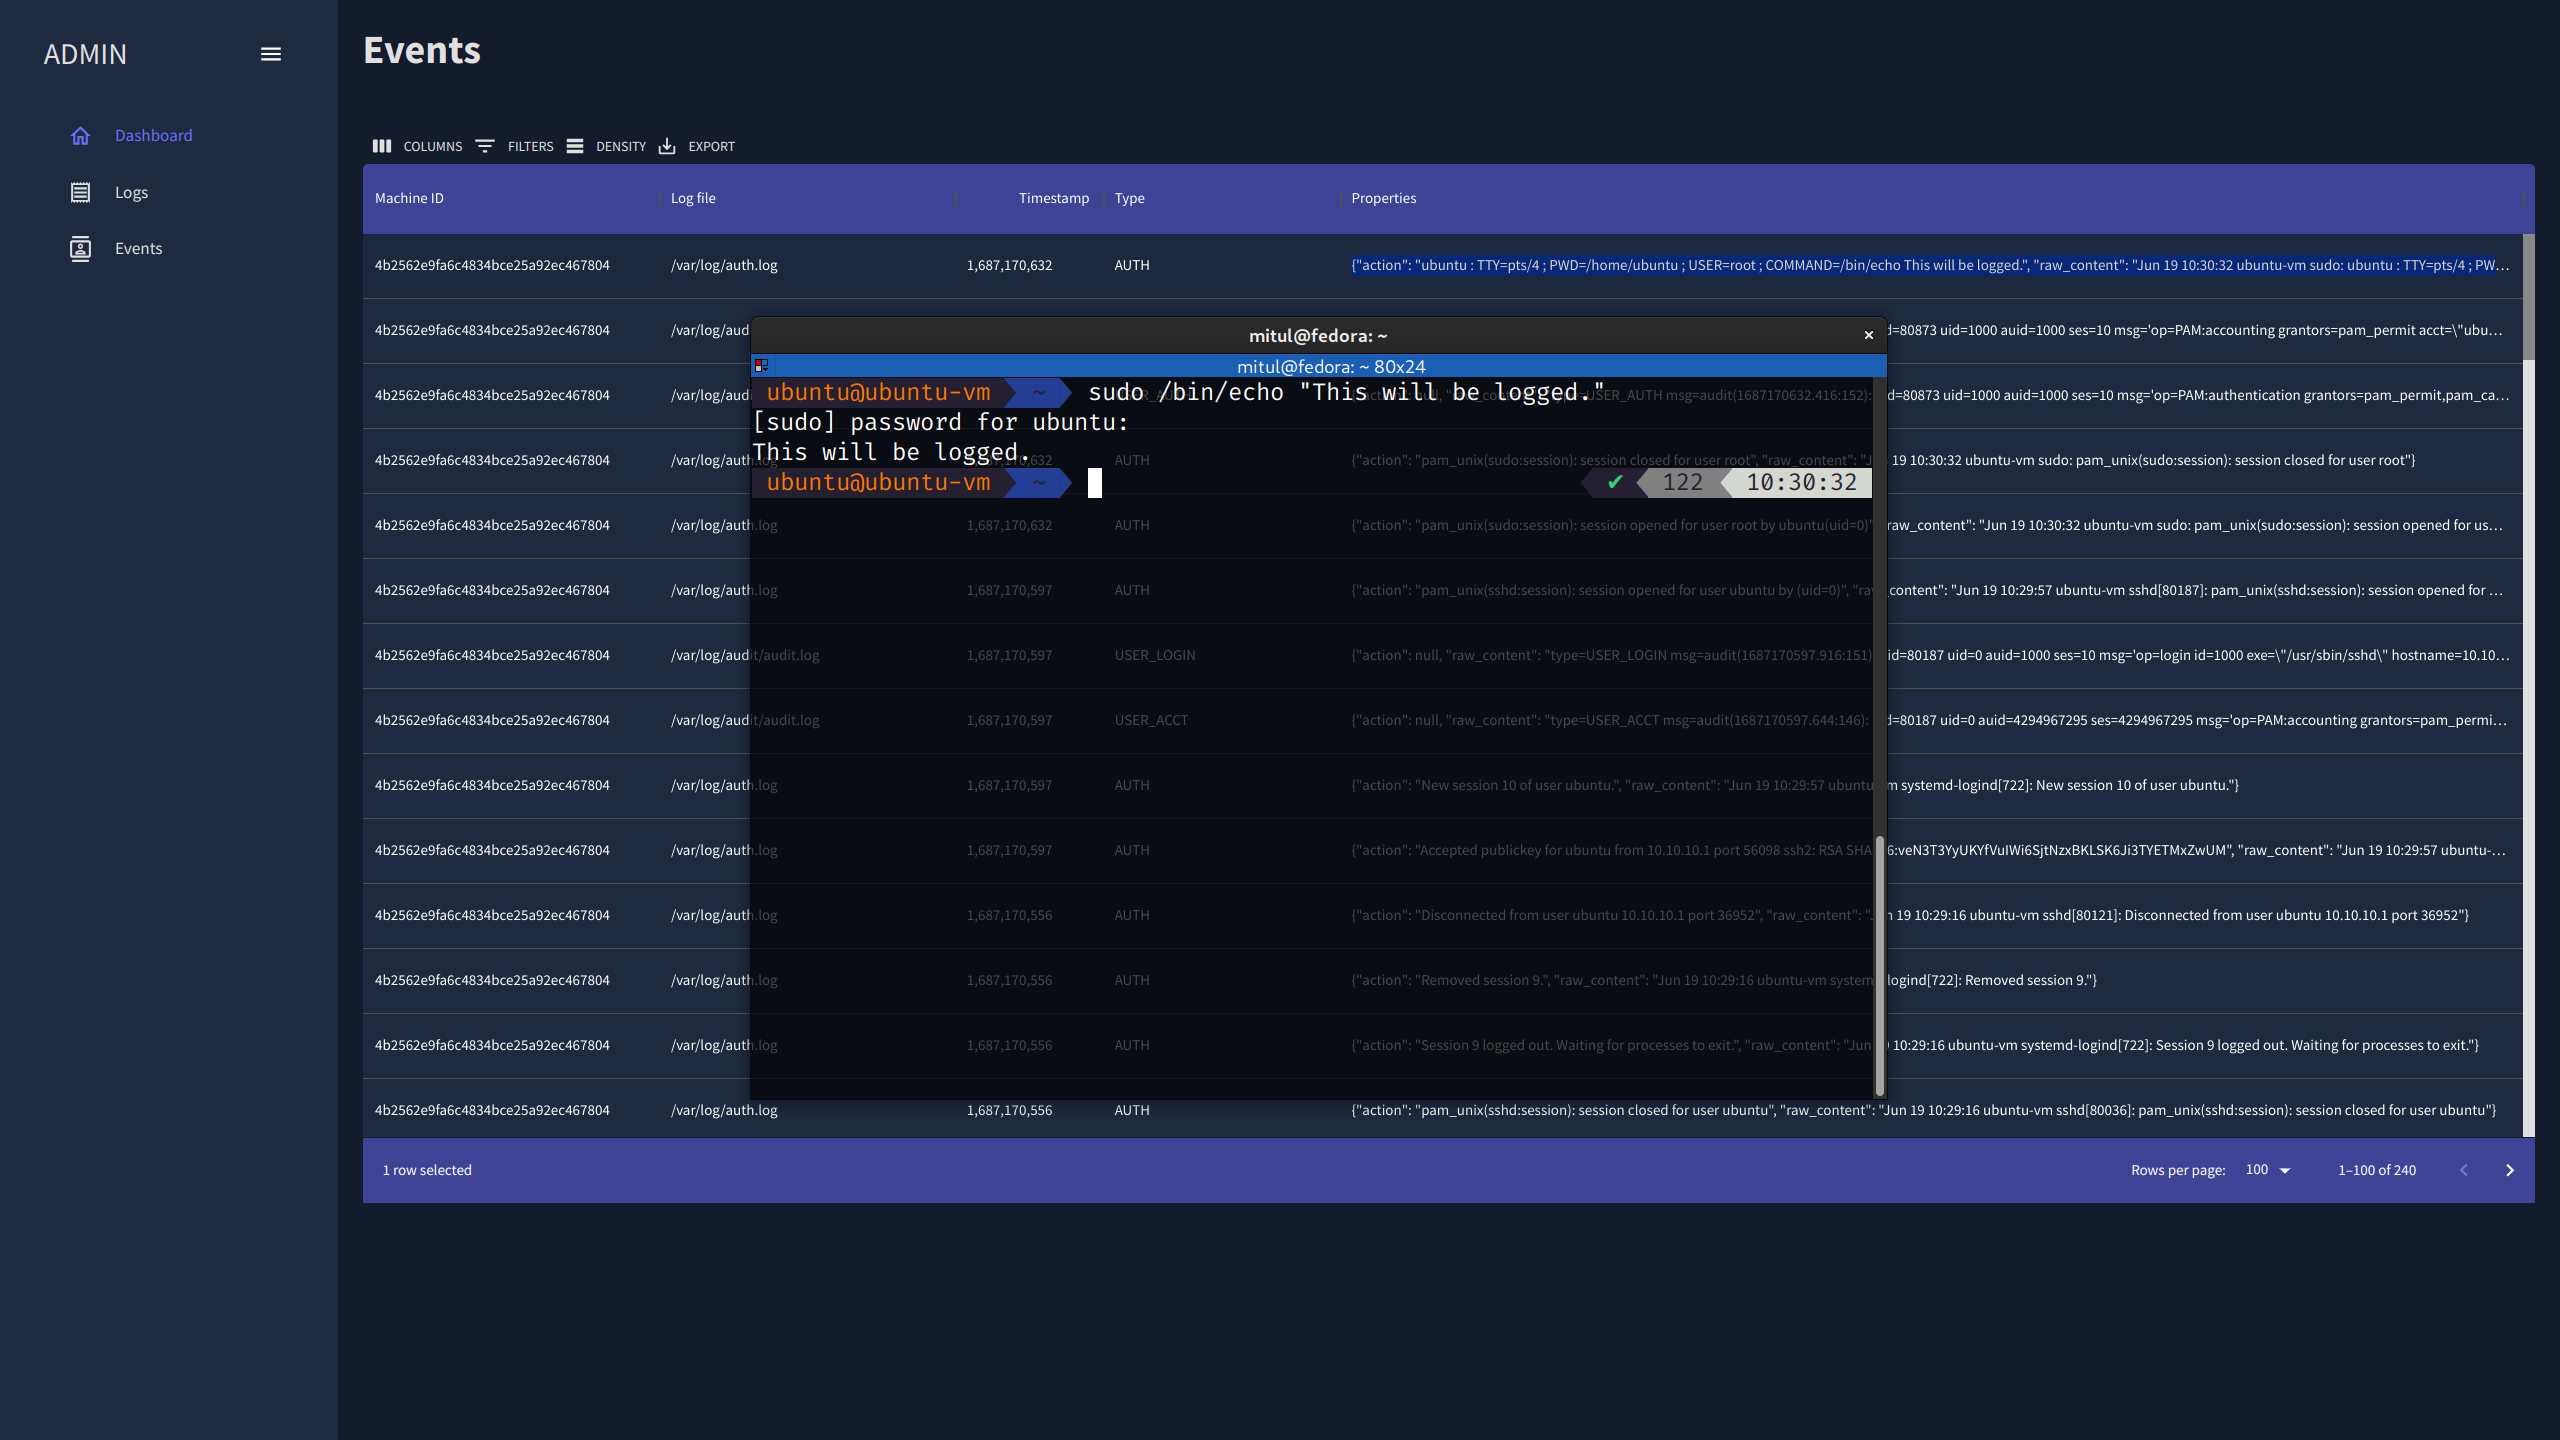 ADMIN
Dashboard
Logs
Events
Events
COLUMNS FILTERS DENSITY EXPORT
Machine ID Log file Timestamp Type Properties
4b2562e9fa6c4834bce25a92ec467804 /var/log/auth.log 1,687,170,632 AUTH {"action": "ubuntu : TTY=pts/4 ; PWD=/home/ubuntu ; USER=root ; COMMAND=/bin/echo This will be logged.", "raw_content": "Jun 19 10:30:32 ubuntu-vm sudo: ubuntu : TTY=pts/4 ; PW…
mitul@fedora: ~ ×
mitul@fedora: ~ 80x24
ubuntu@ubuntu-vm ~ sudo /bin/echo "This will be logged."
[sudo] password for ubuntu:
This will be logged.
ubuntu@ubuntu-vm ~ ✔ 122 10:30:32
4b2562e9fa6c4834bce25a92ec467804 /var/log/aud d=80873 uid=1000 auid=1000 ses=10 msg='op=PAM:accounting grantors=pam_permit acct=\"ubu…
4b2562e9fa6c4834bce25a92ec467804 /var/log/audi USER_AUTH msg=audit(1687170632.416:152): d=80873 uid=1000 auid=1000 ses=10 msg='op=PAM:authentication grantors=pam_permit,pam_ca…
4b2562e9fa6c4834bce25a92ec467804 /var/log/auth.log AUTH {"action": "pam_unix(sudo:session): session closed for user root", "raw_content": "J 19 10:30:32 ubuntu-vm sudo: pam_unix(sudo:session): session closed for user root"}
4b2562e9fa6c4834bce25a92ec467804 /var/log/auth.log 1,687,170,632 AUTH {"action": "pam_unix(sudo:session): session opened for user root by ubuntu(uid=0)" raw_content": "Jun 19 10:30:32 ubuntu-vm sudo: pam_unix(sudo:session): session opened for us…
4b2562e9fa6c4834bce25a92ec467804 /var/log/auth.log 1,687,170,597 AUTH {"action": "pam_unix(sshd:session): session opened for user ubuntu by (uid=0)", "raw_content": "Jun 19 10:29:57 ubuntu-vm sshd[80187]: pam_unix(sshd:session): session opened for …
4b2562e9fa6c4834bce25a92ec467804 /var/log/audit/audit.log 1,687,170,597 USER_LOGIN {"action": null, "raw_content": "type=USER_LOGIN msg=audit(1687170597.916:151) id=80187 uid=0 auid=1000 ses=10 msg='op=login id=1000 exe=\"/usr/sbin/sshd\" hostname=10.10…
4b2562e9fa6c4834bce25a92ec467804 /var/log/audit/audit.log 1,687,170,597 USER_ACCT {"action": null, "raw_content": "type=USER_ACCT msg=audit(1687170597.644:146): d=80187 uid=0 auid=4294967295 ses=4294967295 msg='op=PAM:accounting grantors=pam_permi…
4b2562e9fa6c4834bce25a92ec467804 /var/log/auth.log 1,687,170,597 AUTH {"action": "New session 10 of user ubuntu.", "raw_content": "Jun 19 10:29:57 ubuntu-vm systemd-logind[722]: New session 10 of user ubuntu."}
4b2562e9fa6c4834bce25a92ec467804 /var/log/auth.log 1,687,170,597 AUTH {"action": "Accepted publickey for ubuntu from 10.10.10.1 port 56098 ssh2: RSA SHA 6:veN3T3YyUKYfVuIWi6SjtNzxBKLSK6Ji3TYETMxZwUM", "raw_content": "Jun 19 10:29:57 ubuntu-…
4b2562e9fa6c4834bce25a92ec467804 /var/log/auth.log 1,687,170,556 AUTH {"action": "Disconnected from user ubuntu 10.10.10.1 port 36952", "raw_content": "Jun 19 10:29:16 ubuntu-vm sshd[80121]: Disconnected from user ubuntu 10.10.10.1 port 36952"}
4b2562e9fa6c4834bce25a92ec467804 /var/log/auth.log 1,687,170,556 AUTH {"action": "Removed session 9.", "raw_content": "Jun 19 10:29:16 ubuntu-vm systemd-logind[722]: Removed session 9."}
4b2562e9fa6c4834bce25a92ec467804 /var/log/auth.log 1,687,170,556 AUTH {"action": "Session 9 logged out. Waiting for processes to exit.", "raw_content": "Jun 10:29:16 ubuntu-vm systemd-logind[722]: Session 9 logged out. Waiting for processes to exit."}
4b2562e9fa6c4834bce25a92ec467804 /var/log/auth.log 1,687,170,556 AUTH {"action": "pam_unix(sshd:session): session closed for user ubuntu", "raw_content": "Jun 19 10:29:16 ubuntu-vm sshd[80036]: pam_unix(sshd:session): session closed for user ubuntu"}
1 row selected Rows per page: 100 1–100 of 240